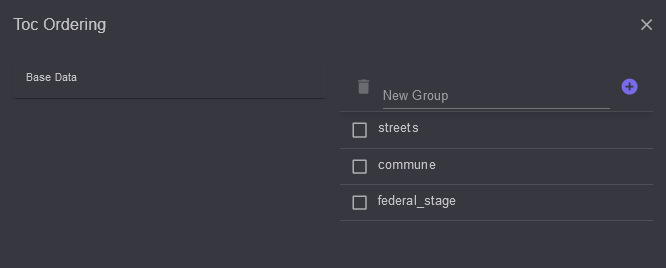 Toc Ordering
Base Data
New Group
streets
commune
federal_stage